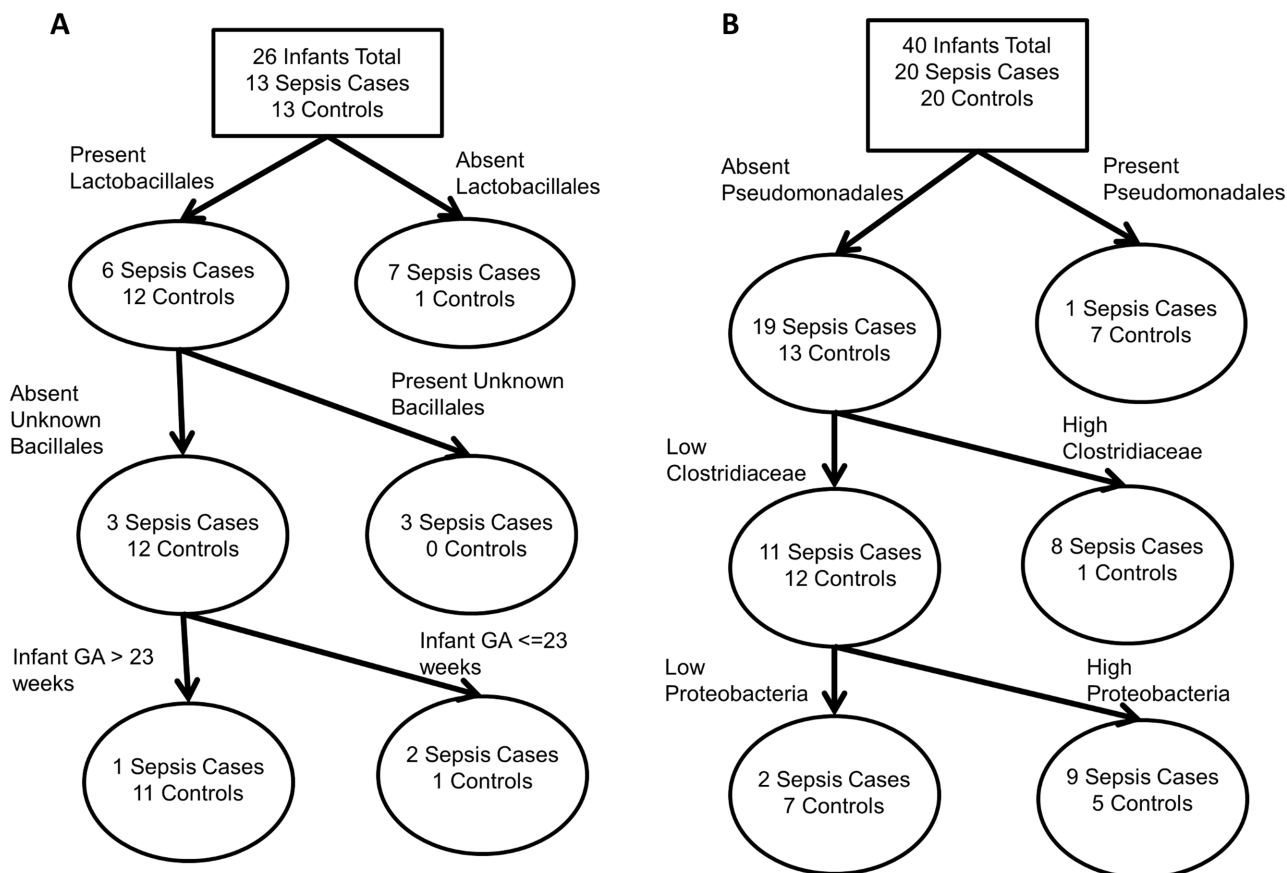 A
26 Infants Total
13 Sepsis Cases
13 Controls
Present
Lactobacillales
Absent
Lactobacillales
6 Sepsis Cases
12 Controls
7 Sepsis Cases
1 Controls
Absent
Unknown
Bacillales
Present Unknown
Bacillales
3 Sepsis Cases
12 Controls
3 Sepsis Cases
0 Controls
Infant GA > 23
weeks
Infant GA <=23
weeks
1 Sepsis Cases
11 Controls
2 Sepsis Cases
1 Controls
B
40 Infants Total
20 Sepsis Cases
20 Controls
Absent
Pseudomonadales
Present
Pseudomonadales
19 Sepsis Cases
13 Controls
1 Sepsis Cases
7 Controls
Low
Clostridiaceae
High
Clostridiaceae
11 Sepsis Cases
12 Controls
8 Sepsis Cases
1 Controls
Low
Proteobacteria
High
Proteobacteria
2 Sepsis Cases
7 Controls
9 Sepsis Cases
5 Controls